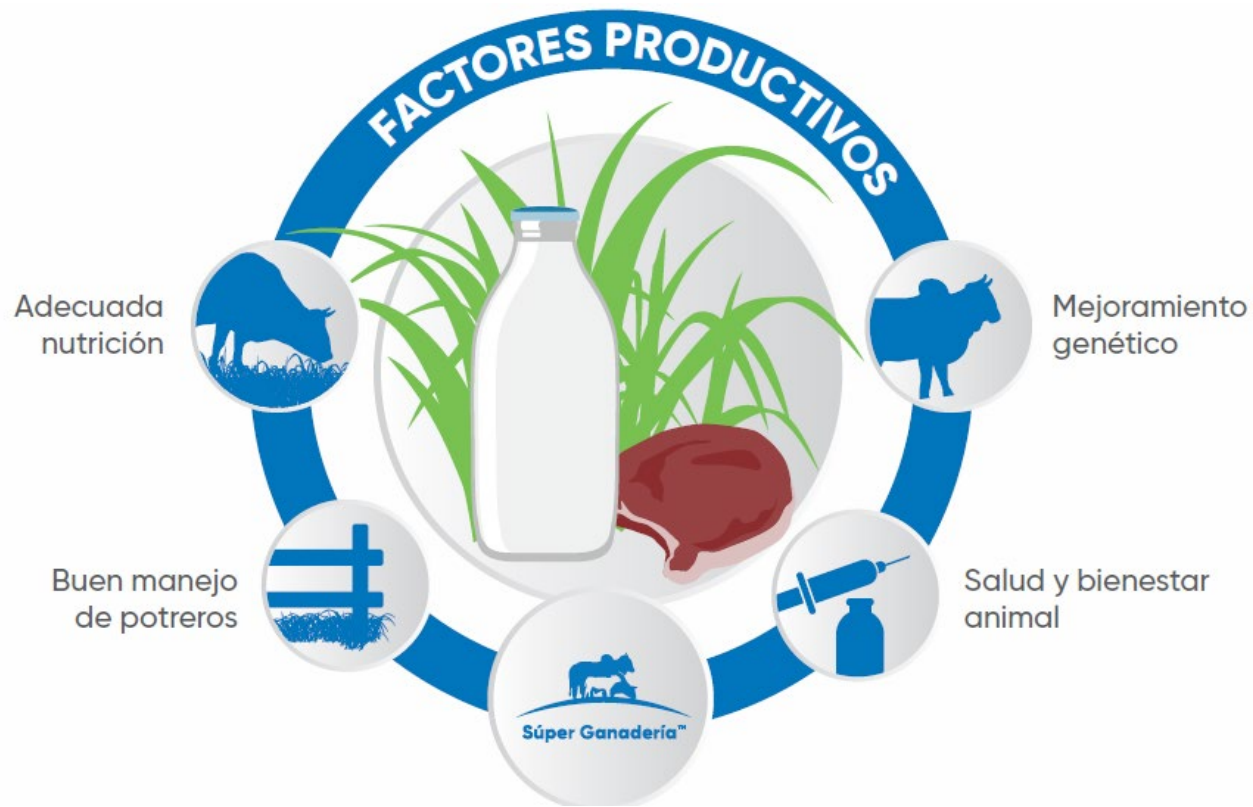 FACTORES PRODUCTIVOS
Adecuada
nutrición
Mejoramiento
genético
Buen manejo
de potreros
Salud y bienestar
animal
Súper Ganadería™